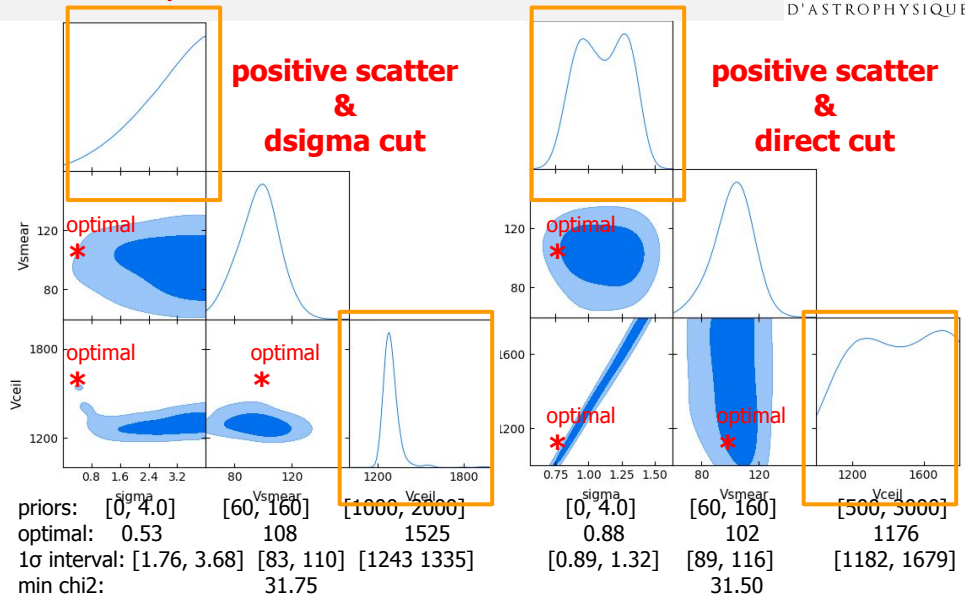 D'ASTROPHYSIQUE
positive scatter
&
dsigma cut
positive scatter
&
direct cut
optimal
*
120
80
Vsmear
optimal
*
120
80
optimal
*
optimal
*
1800
1200
Vceil
optimal
*
optimal
*
1600
1200
0.8 1.6 2.4 3.2
80 120
1200 1800
0.75 1.00 1.25 1.50
80 120
1200 1600
sigma Vsmear Vceil
sigma Vsmear Vceil
priors: [0, 4.0] [60, 160] [1000, 2000] [0, 4.0] [60, 160] [500, 3000]
optimal: 0.53 108 1525 0.88 102 1176
1σ interval: [1.76, 3.68] [83, 110] [1243 1335] [0.89, 1.32] [89, 116] [1182, 1679]
min chi2: 31.75 31.50